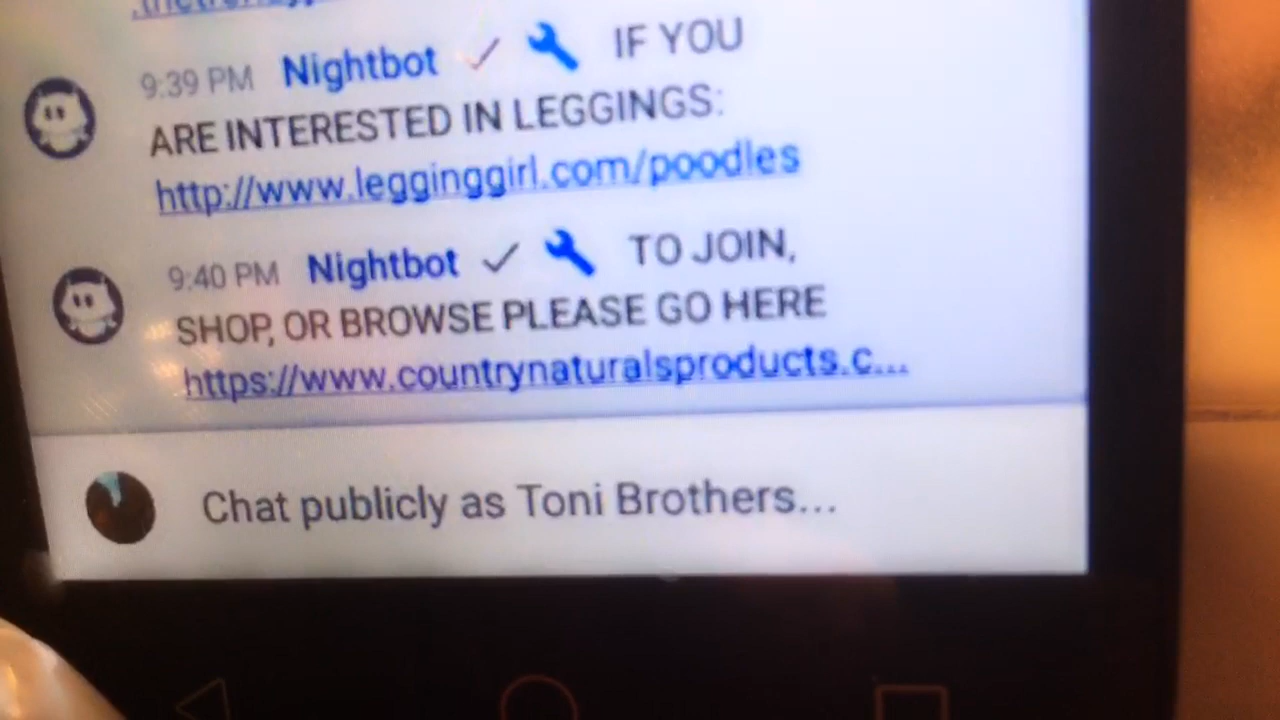 9:39 PM Nightbot IF YOU
ARE INTERESTED IN LEGGINGS:
http://www.legginggirl.com/poodles
9:40 PM Nightbot TO JOIN,
SHOP, OR BROWSE PLEASE GO HERE
https://www.countrynaturalsproducts.c...
Chat publicly as Toni Brothers...